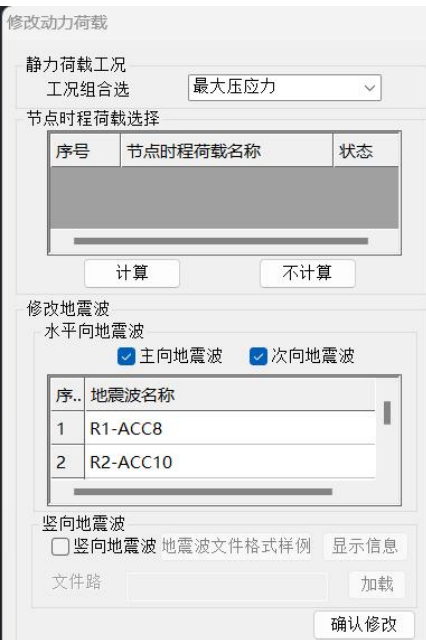 修改动力荷载
静力荷载工况
工况组合选 最大压应力
节点时程荷载选择
序号 节点时程荷载名称 状态
计算 不计算
修改地震波
水平向地震波
主向地震波 次向地震波
序.. 地震波名称
1 R1-ACC8
2 R2-ACC10
竖向地震波
竖向地震波 地震波文件格式样例 显示信息
文件路 加载
确认修改